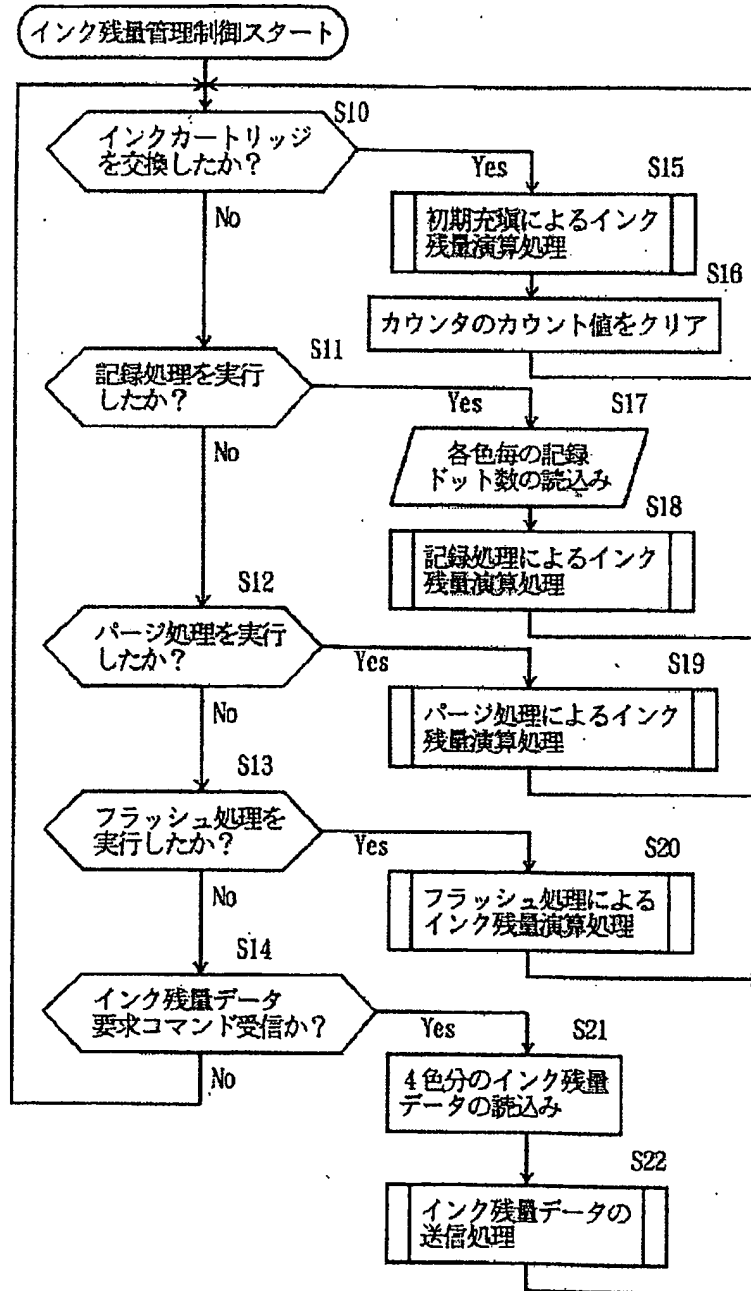 インク残量管理制御スタート
S10
インクカートリッジ
を交換したか？
Yes
No
S15
初期充塡によるインク
残量演算処理
S16
カウンタのカウント値をクリア
S11
記録処理を実行
したか？
Yes
No
S17
各色毎の記録
ドット数の読込み
S18
記録処理によるインク
残量演算処理
S12
パージ処理を実行
したか？
Yes
No
S19
パージ処理によるインク
残量演算処理
S13
フラッシュ処理を
実行したか？
Yes
No
S20
フラッシュ処理による
インク残量演算処理
S14
インク残量データ
要求コマンド受信か？
Yes
No
S21
4色分のインク残量
データの読込み
S22
インク残量データの
送信処理